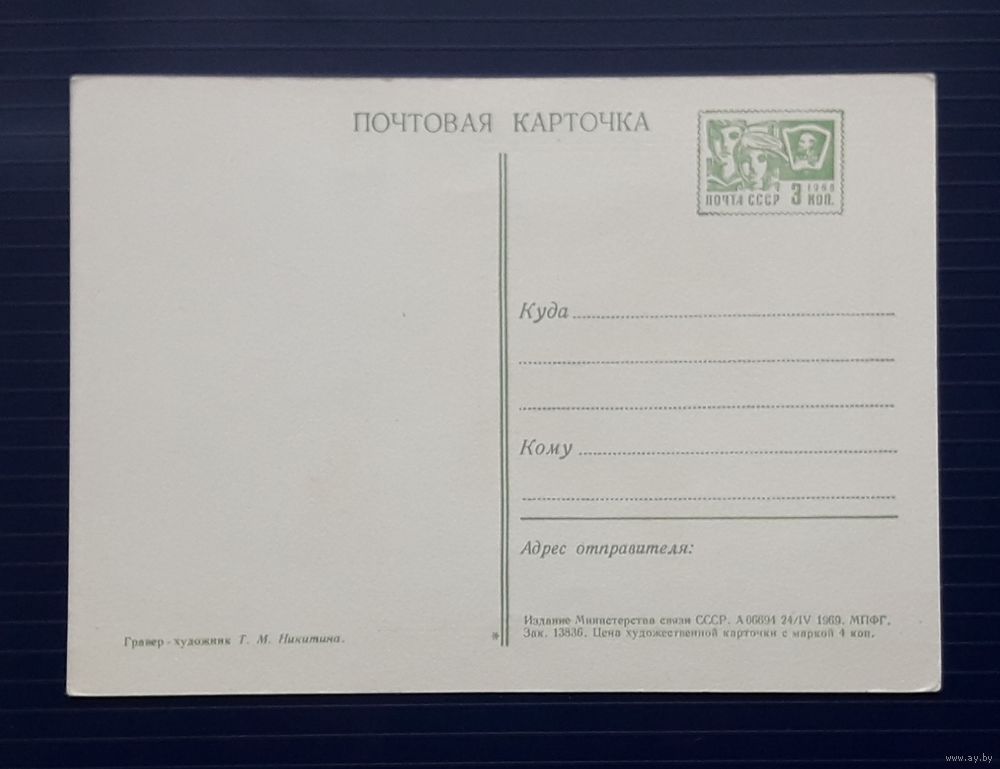 ПОЧТОВАЯ КАРТОЧКА
1966
ПОЧТА СССР 3 КОП.
Куда
Кому
Адрес отправителя:
Гравер-художник Т. М. Никитина.
*
Издание Министерства связи СССР. А 06694 24/IV 1969. МПФГ.
Зак. 13836. Цена художественной карточки с маркой 4 коп.
www.ay.by